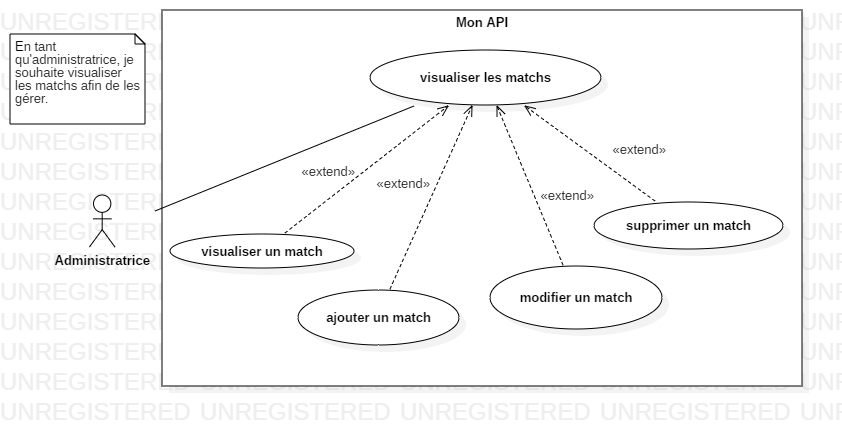 Mon API
En tant
qu'administratrice, je
souhaite visualiser
les matchs afin de les
gérer.
visualiser les matchs
«extend»
«extend»
«extend»
«extend»
Administratrice
visualiser un match
ajouter un match
modifier un match
supprimer un match
UNREGISTERED UNREGISTERED UNREGISTERED UNREGISTERED